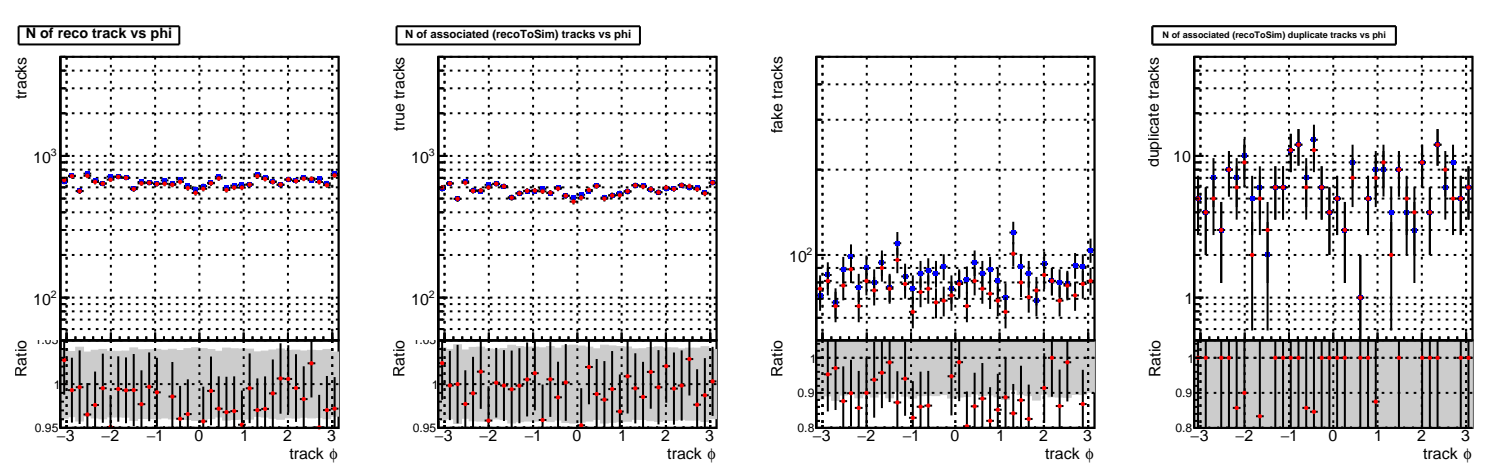 N of reco track vs phi
tracks
10³
10²
Ratio
1.05
1
0.95
−3 −2 −1 0 1 2 3
track ϕ
N of associated (recoToSim) tracks vs phi
true tracks
10³
10²
Ratio
1.05
1
0.95
−3 −2 −1 0 1 2 3
track ϕ
fake tracks
10²
Ratio
1
0.9
0.8
−3 −2 −1 0 1 2 3
track ϕ
N of associated (recoToSim) duplicate tracks vs phi
duplicate tracks
10
1
Ratio
1
0.9
0.8
−3 −2 −1 0 1 2 3
track ϕ